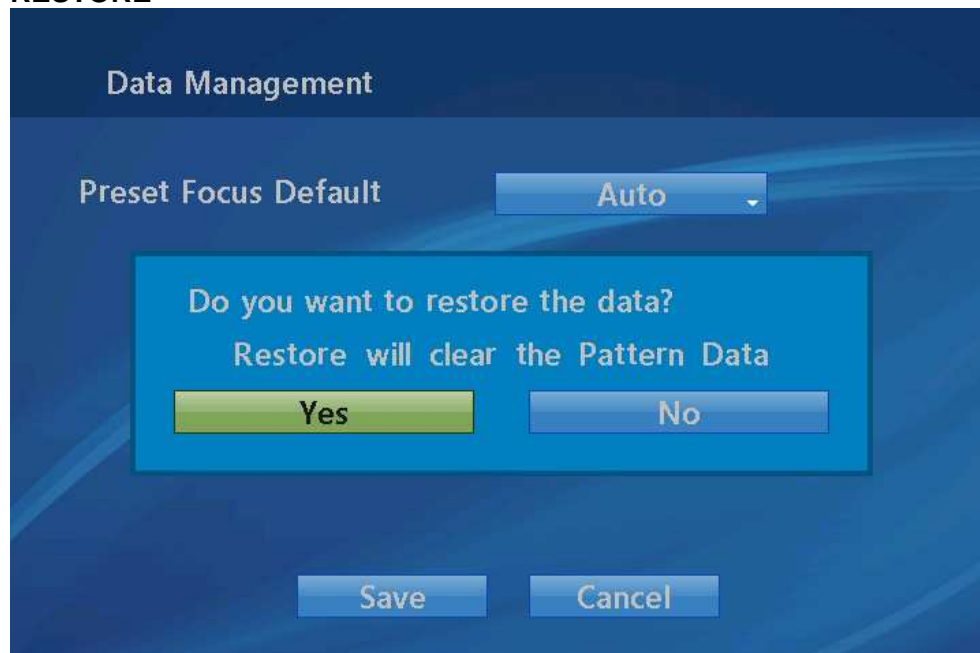 RESTORE
Data Management
Preset Focus Default Auto
Do you want to restore the data?
Restore will clear the Pattern Data
Yes No
Save Cancel